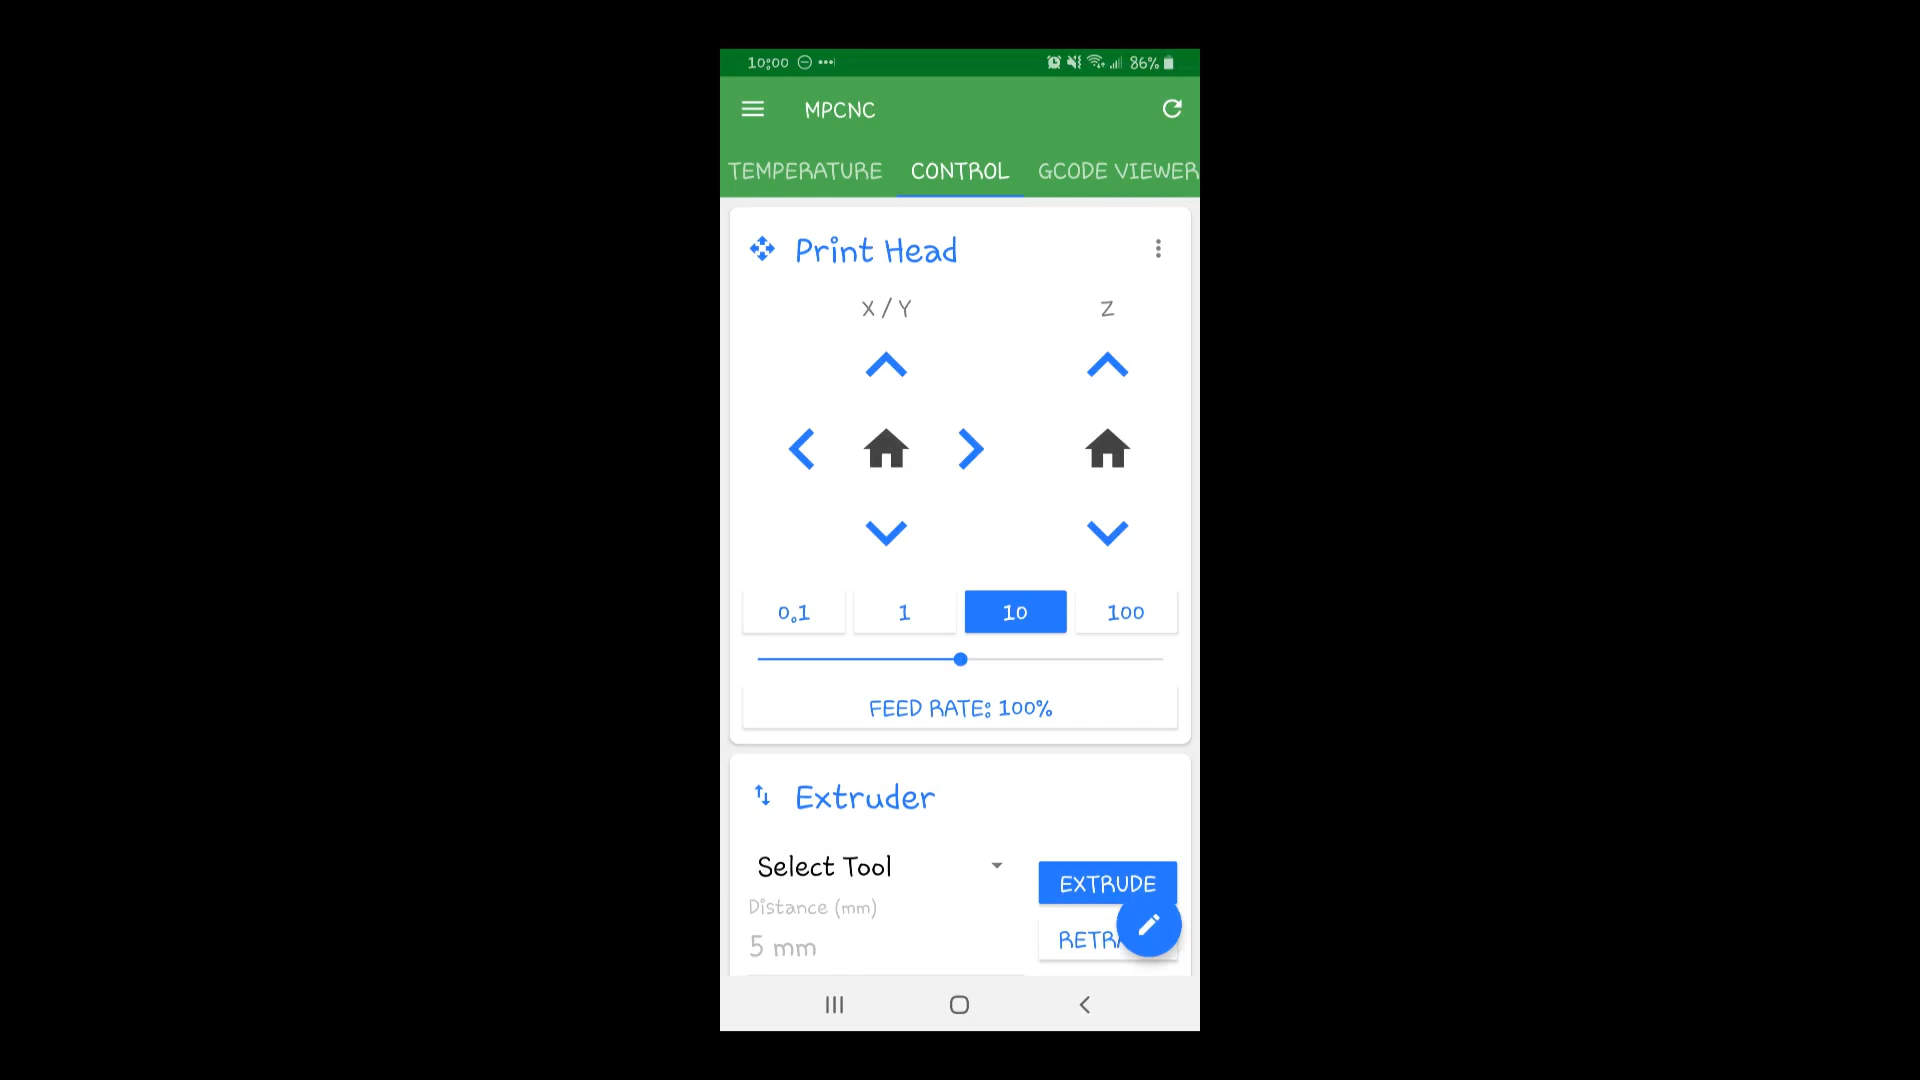 10:00 86%
MPCNC
TEMPERATURE CONTROL GCODE VIEWER
Print Head
X / Y Z
0.1 1 10 100
FEED RATE: 100%
Extruder
Select Tool
EXTRUDE
Distance (mm)
RETRA
5 mm